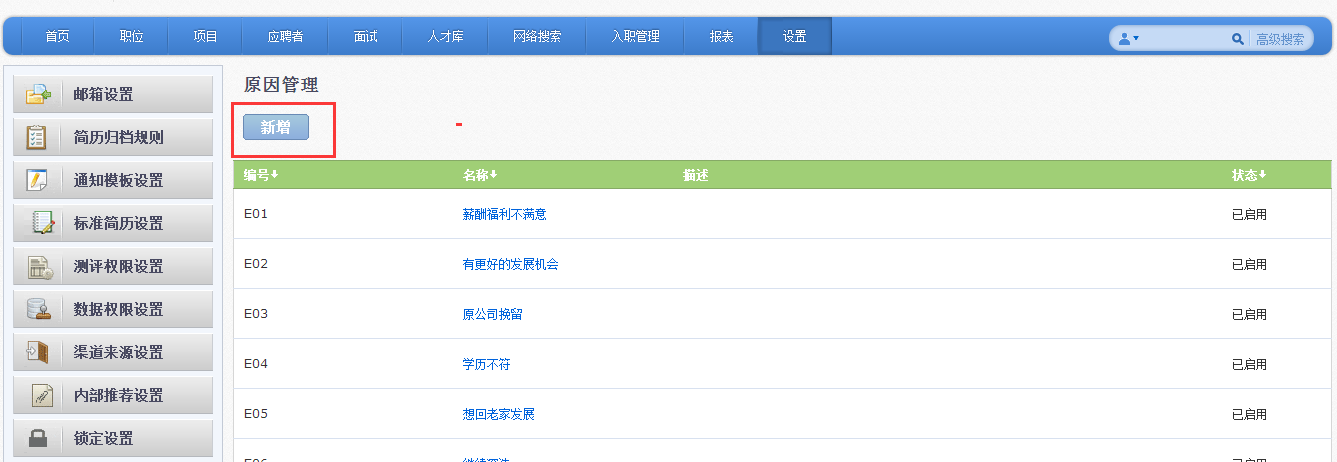 首页 职位 项目 应聘者 面试 人才库 网络搜索 入职管理 报表 设置 高级搜索
邮箱设置
简历归档规则
通知模板设置
标准简历设置
测评权限设置
数据权限设置
渠道来源设置
内部推荐设置
锁定设置
原因管理
新增
编号 名称 描述 状态
E01 薪酬福利不满意 已启用
E02 有更好的发展机会 已启用
E03 原公司挽留 已启用
E04 学历不符 已启用
E05 想回老家发展 已启用